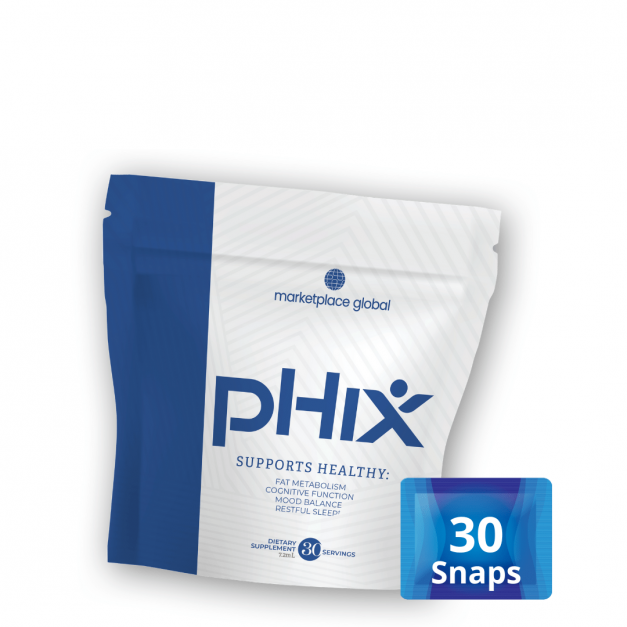 marketplace global
pHix
SUPPORTS HEALTHY:
FAT METABOLISM
COGNITIVE FUNCTION
MOOD BALANCE
RESTFUL SLEEP
DIETARY
SUPPLEMENT
30
SERVINGS
30
Snaps